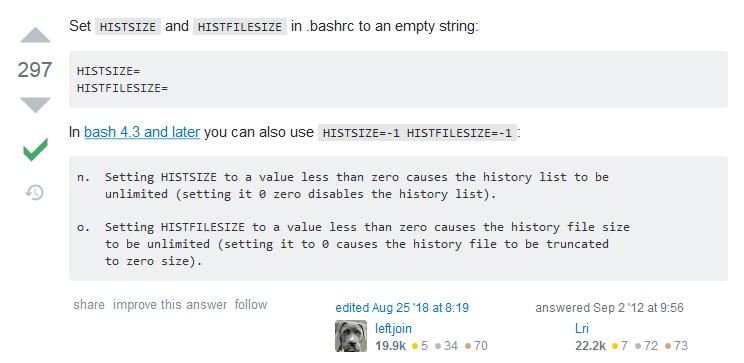 Set HISTSIZE and HISTFILESIZE in .bashrc to an empty string:
297
HISTSIZE=
HISTFILESIZE=
In bash 4.3 and later you can also use HISTSIZE=-1 HISTFILESIZE=-1:
n. Setting HISTSIZE to a value less than zero causes the history list to be
unlimited (setting it 0 zero disables the history list).
o. Setting HISTFILESIZE to a value less than zero causes the history file size
to be unlimited (setting it to 0 causes the history file to be truncated
to zero size).
share improve this answer follow
edited Aug 25 '18 at 8:19
leftjoin
19.9k ●5 ●34 ●70
answered Sep 2 '12 at 9:56
Lri
22.2k ●7 ●72 ●73